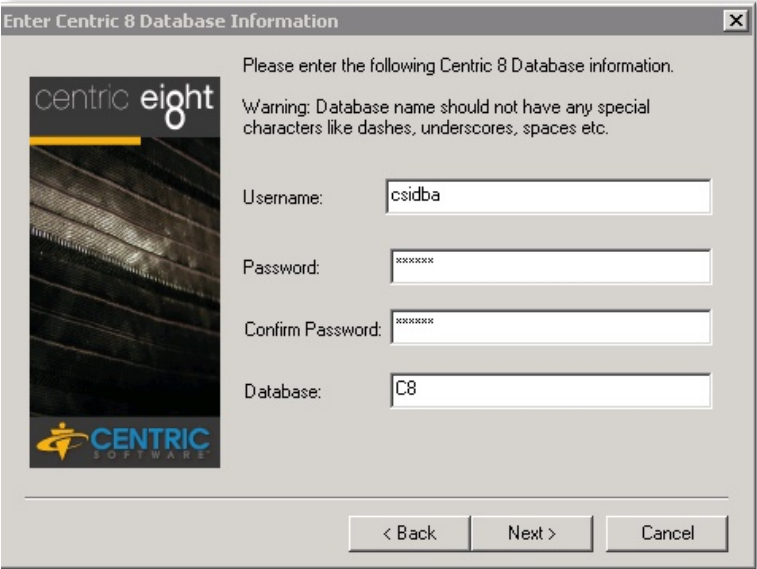 Enter Centric 8 Database Information
centric eight
Please enter the following Centric 8 Database information.
Warning: Database name should not have any special
characters like dashes, underscores, spaces etc.
Username: csidba
Password: ××××××
Confirm Password: ××××××
Database: C8
CENTRIC
SOFTWARE
< Back Next > Cancel